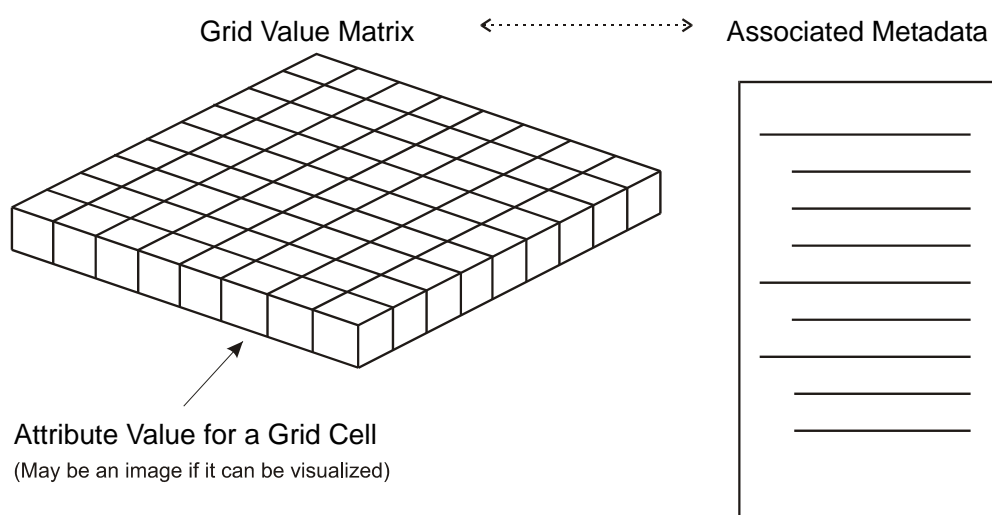 Grid Value Matrix
Associated Metadata
Attribute Value for a Grid Cell
(May be an image if it can be visualized)